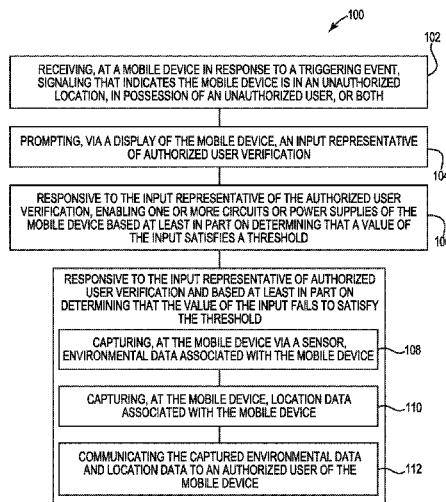 100
102
RECEIVING, AT A MOBILE DEVICE IN RESPONSE TO A TRIGGERING EVENT,
SIGNALING THAT INDICATES THE MOBILE DEVICE IS IN AN UNAUTHORIZED
LOCATION, IN POSSESSION OF AN UNAUTHORIZED USER, OR BOTH
PROMPTING, VIA A DISPLAY OF THE MOBILE DEVICE, AN INPUT REPRESENTATIVE
OF AUTHORIZED USER VERIFICATION
RESPONSIVE TO THE INPUT REPRESENTATIVE OF THE AUTHORIZED USER
VERIFICATION, ENABLING ONE OR MORE CIRCUITS OR POWER SUPPLIES OF THE
MOBILE DEVICE BASED AT LEAST IN PART ON DETERMINING THAT A VALUE OF
THE INPUT SATISFIES A THRESHOLD
RESPONSIVE TO THE INPUT REPRESENTATIVE OF AUTHORIZED
USER VERIFICATION AND BASED AT LEAST IN PART ON
DETERMINING THAT THE VALUE OF THE INPUT FAILS TO SATISFY
THE THRESHOLD
CAPTURING, AT THE MOBILE DEVICE VIA A SENSOR,
ENVIRONMENTAL DATA ASSOCIATED WITH THE MOBILE DEVICE
108
CAPTURING, AT THE MOBILE DEVICE, LOCATION DATA
ASSOCIATED WITH THE MOBILE DEVICE
110
COMMUNICATING THE CAPTURED ENVIRONMENTAL DATA
AND LOCATION DATA TO AN AUTHORIZED USER OF THE
MOBILE DEVICE
112